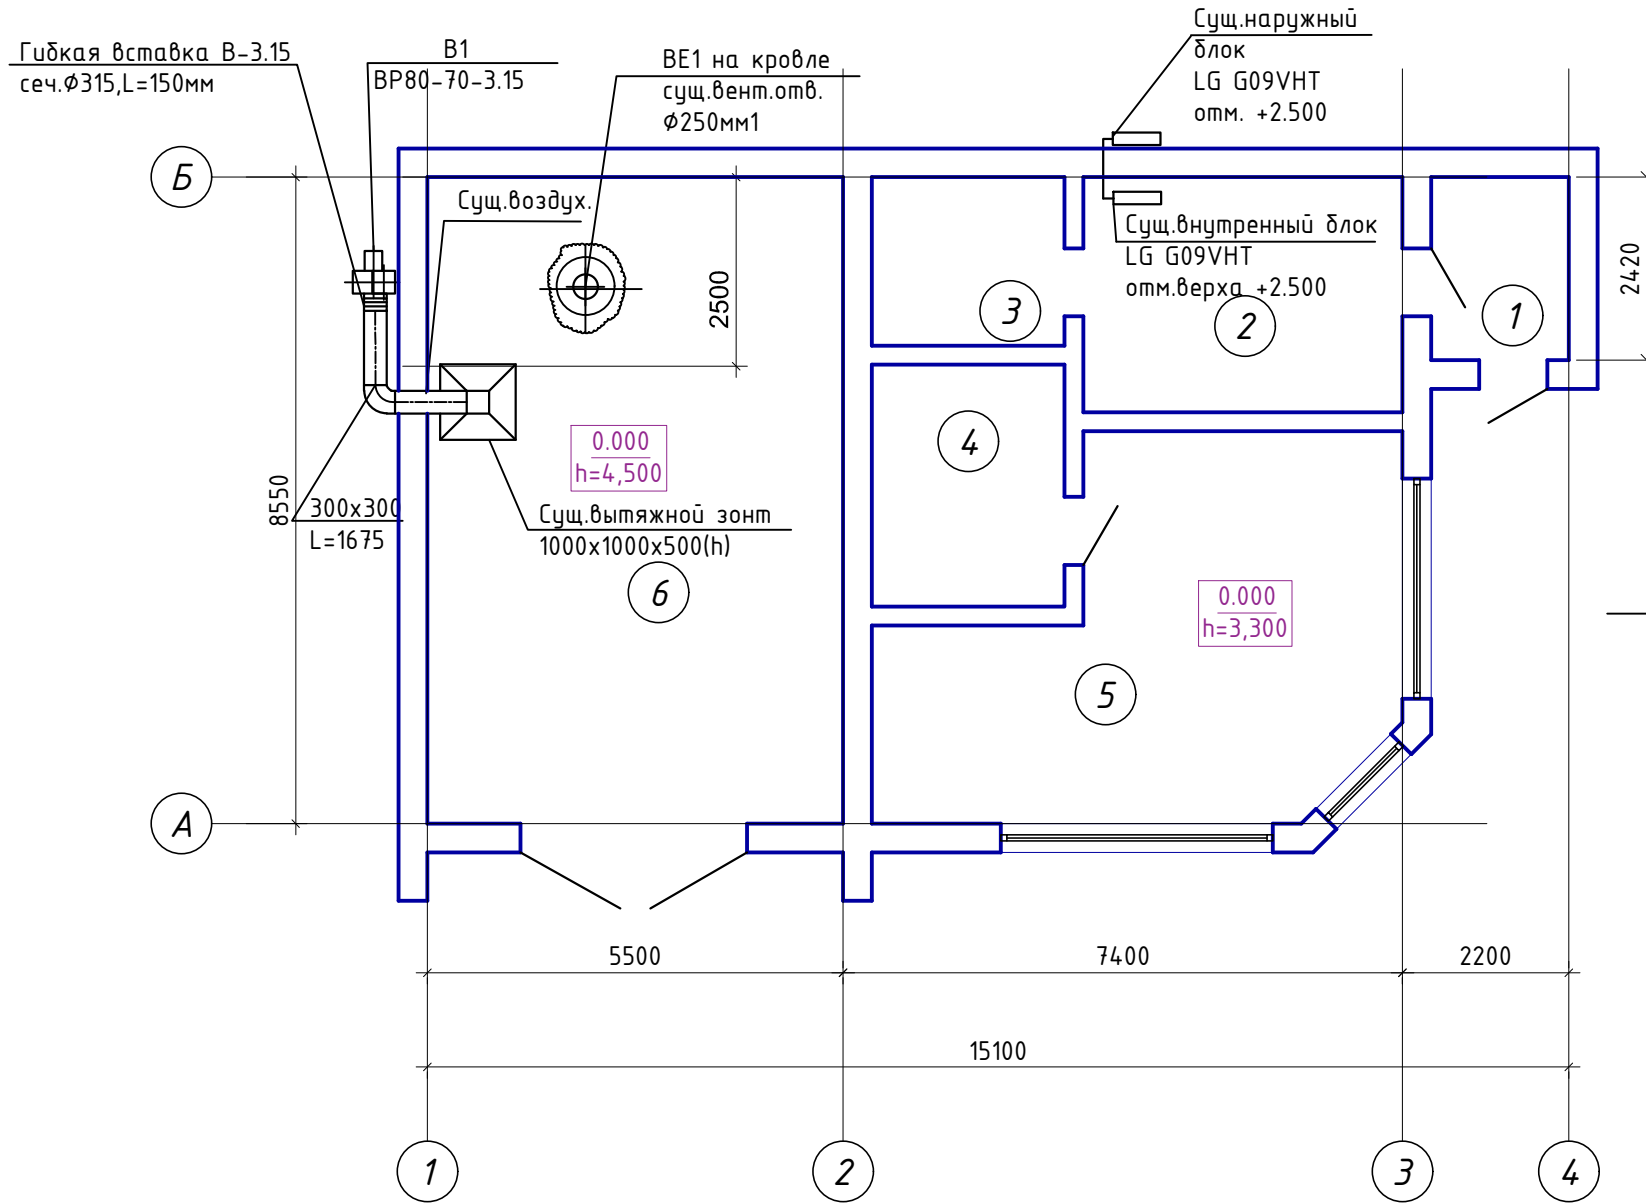 Гибкая вставка В-3.15
сеч.Ф315,L=150мм
В1
ВР80-70-3.15
ВЕ1 на кровле
сущ.вент.отв.
Ф250мм1
Сущ.наружный
блок
LG G09VHT
отм. +2.500
Б
Сущ.воздух.
Сущ.внутренный блок
LG G09VHT
отм.верха +2.500
2500
2420
3
2
1
4
0.000
h=4,500
8550
300х300
L=1675
Сущ.вытяжной зонт
1000х1000х500(h)
6
0.000
h=3,300
5
А
5500
7400
2200
15100
1
2
3
4